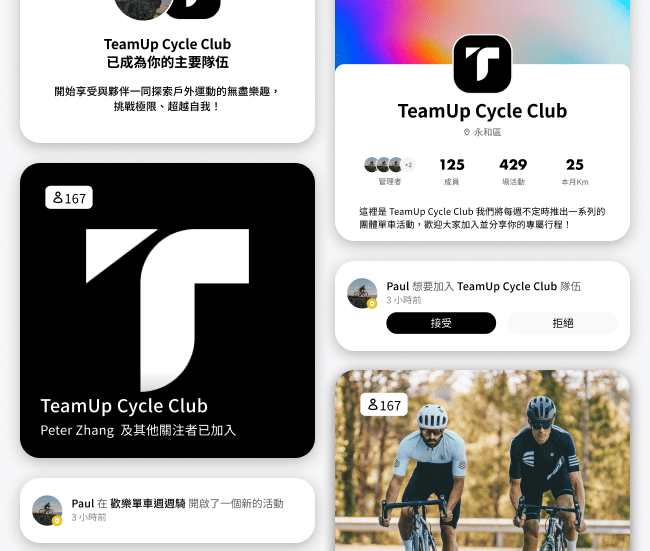 TeamUp Cycle Club
已成為你的主要隊伍
開始享受與夥伴一同探索戶外運動的無盡樂趣，
挑戰極限、超越自我！
167
TeamUp Cycle Club
Peter Zhang 及其他關注者已加入
Paul 在 歡樂單車週週騎 開啟了一個新的活動
3 小時前
TeamUp Cycle Club
永和區
+2 125 429 25
管理者 成員 場活動 本月Km
這裡是 TeamUp Cycle Club 我們將每週不定時推出一系列的
團體單車活動，歡迎大家加入並分享你的專屬行程！
Paul 想要加入 TeamUp Cycle Club 隊伍
3 小時前
接受 拒絕
167